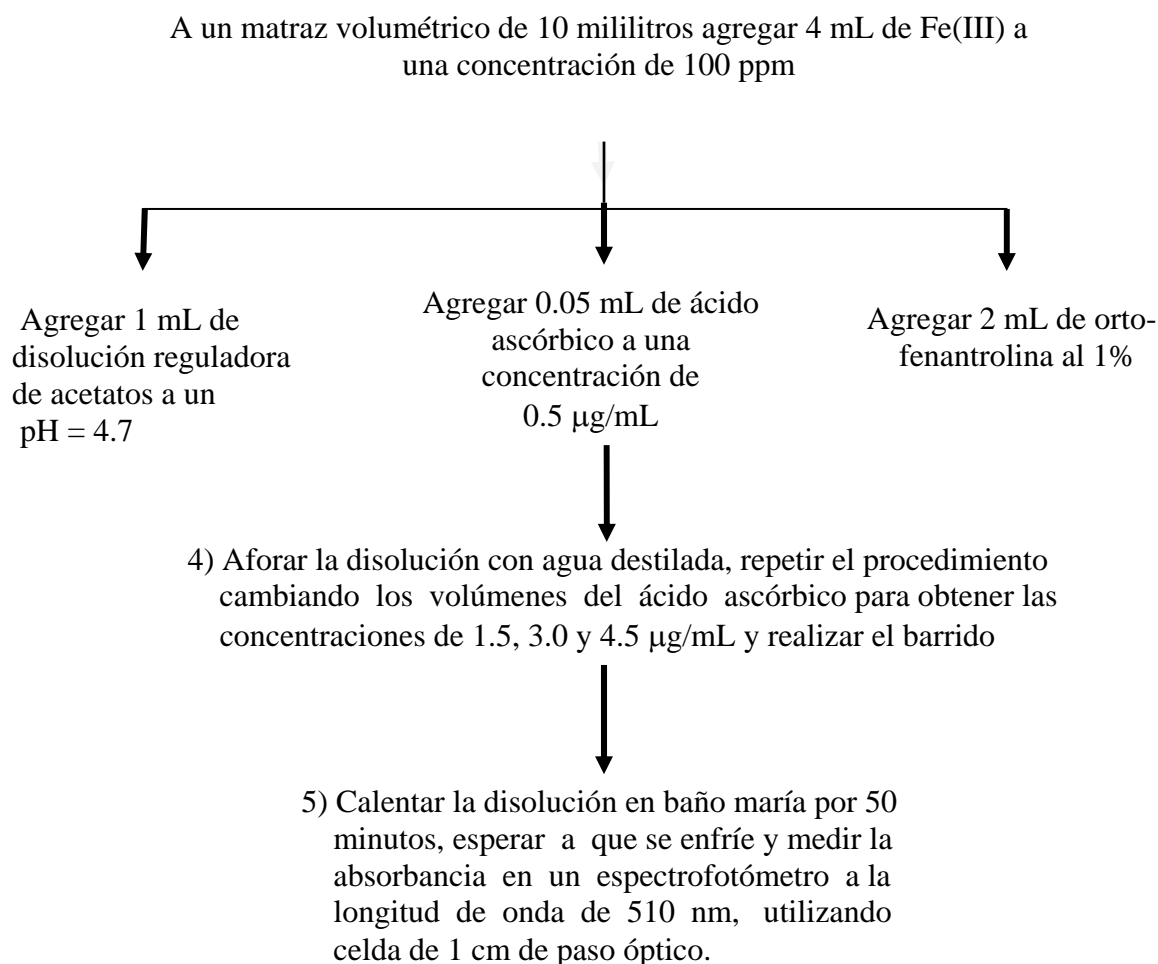 A un matraz volumétrico de 10 mililitros agregar 4 mL de Fe(III) a
una concentración de 100 ppm
Agregar 1 mL de
disolución reguladora
de acetatos a un
pH = 4.7
Agregar 0.05 mL de ácido
ascórbico a una
concentración de
0.5 µg/mL
Agregar 2 mL de orto-
fenantrolina al 1%
4) Aforar la disolución con agua destilada, repetir el procedimiento
cambiando los volúmenes del ácido ascórbico para obtener las
concentraciones de 1.5, 3.0 y 4.5 µg/mL y realizar el barrido
5) Calentar la disolución en baño maría por 50
minutos, esperar a que se enfríe y medir la
absorbancia en un espectrofotómetro a la
longitud de onda de 510 nm, utilizando
celda de 1 cm de paso óptico.